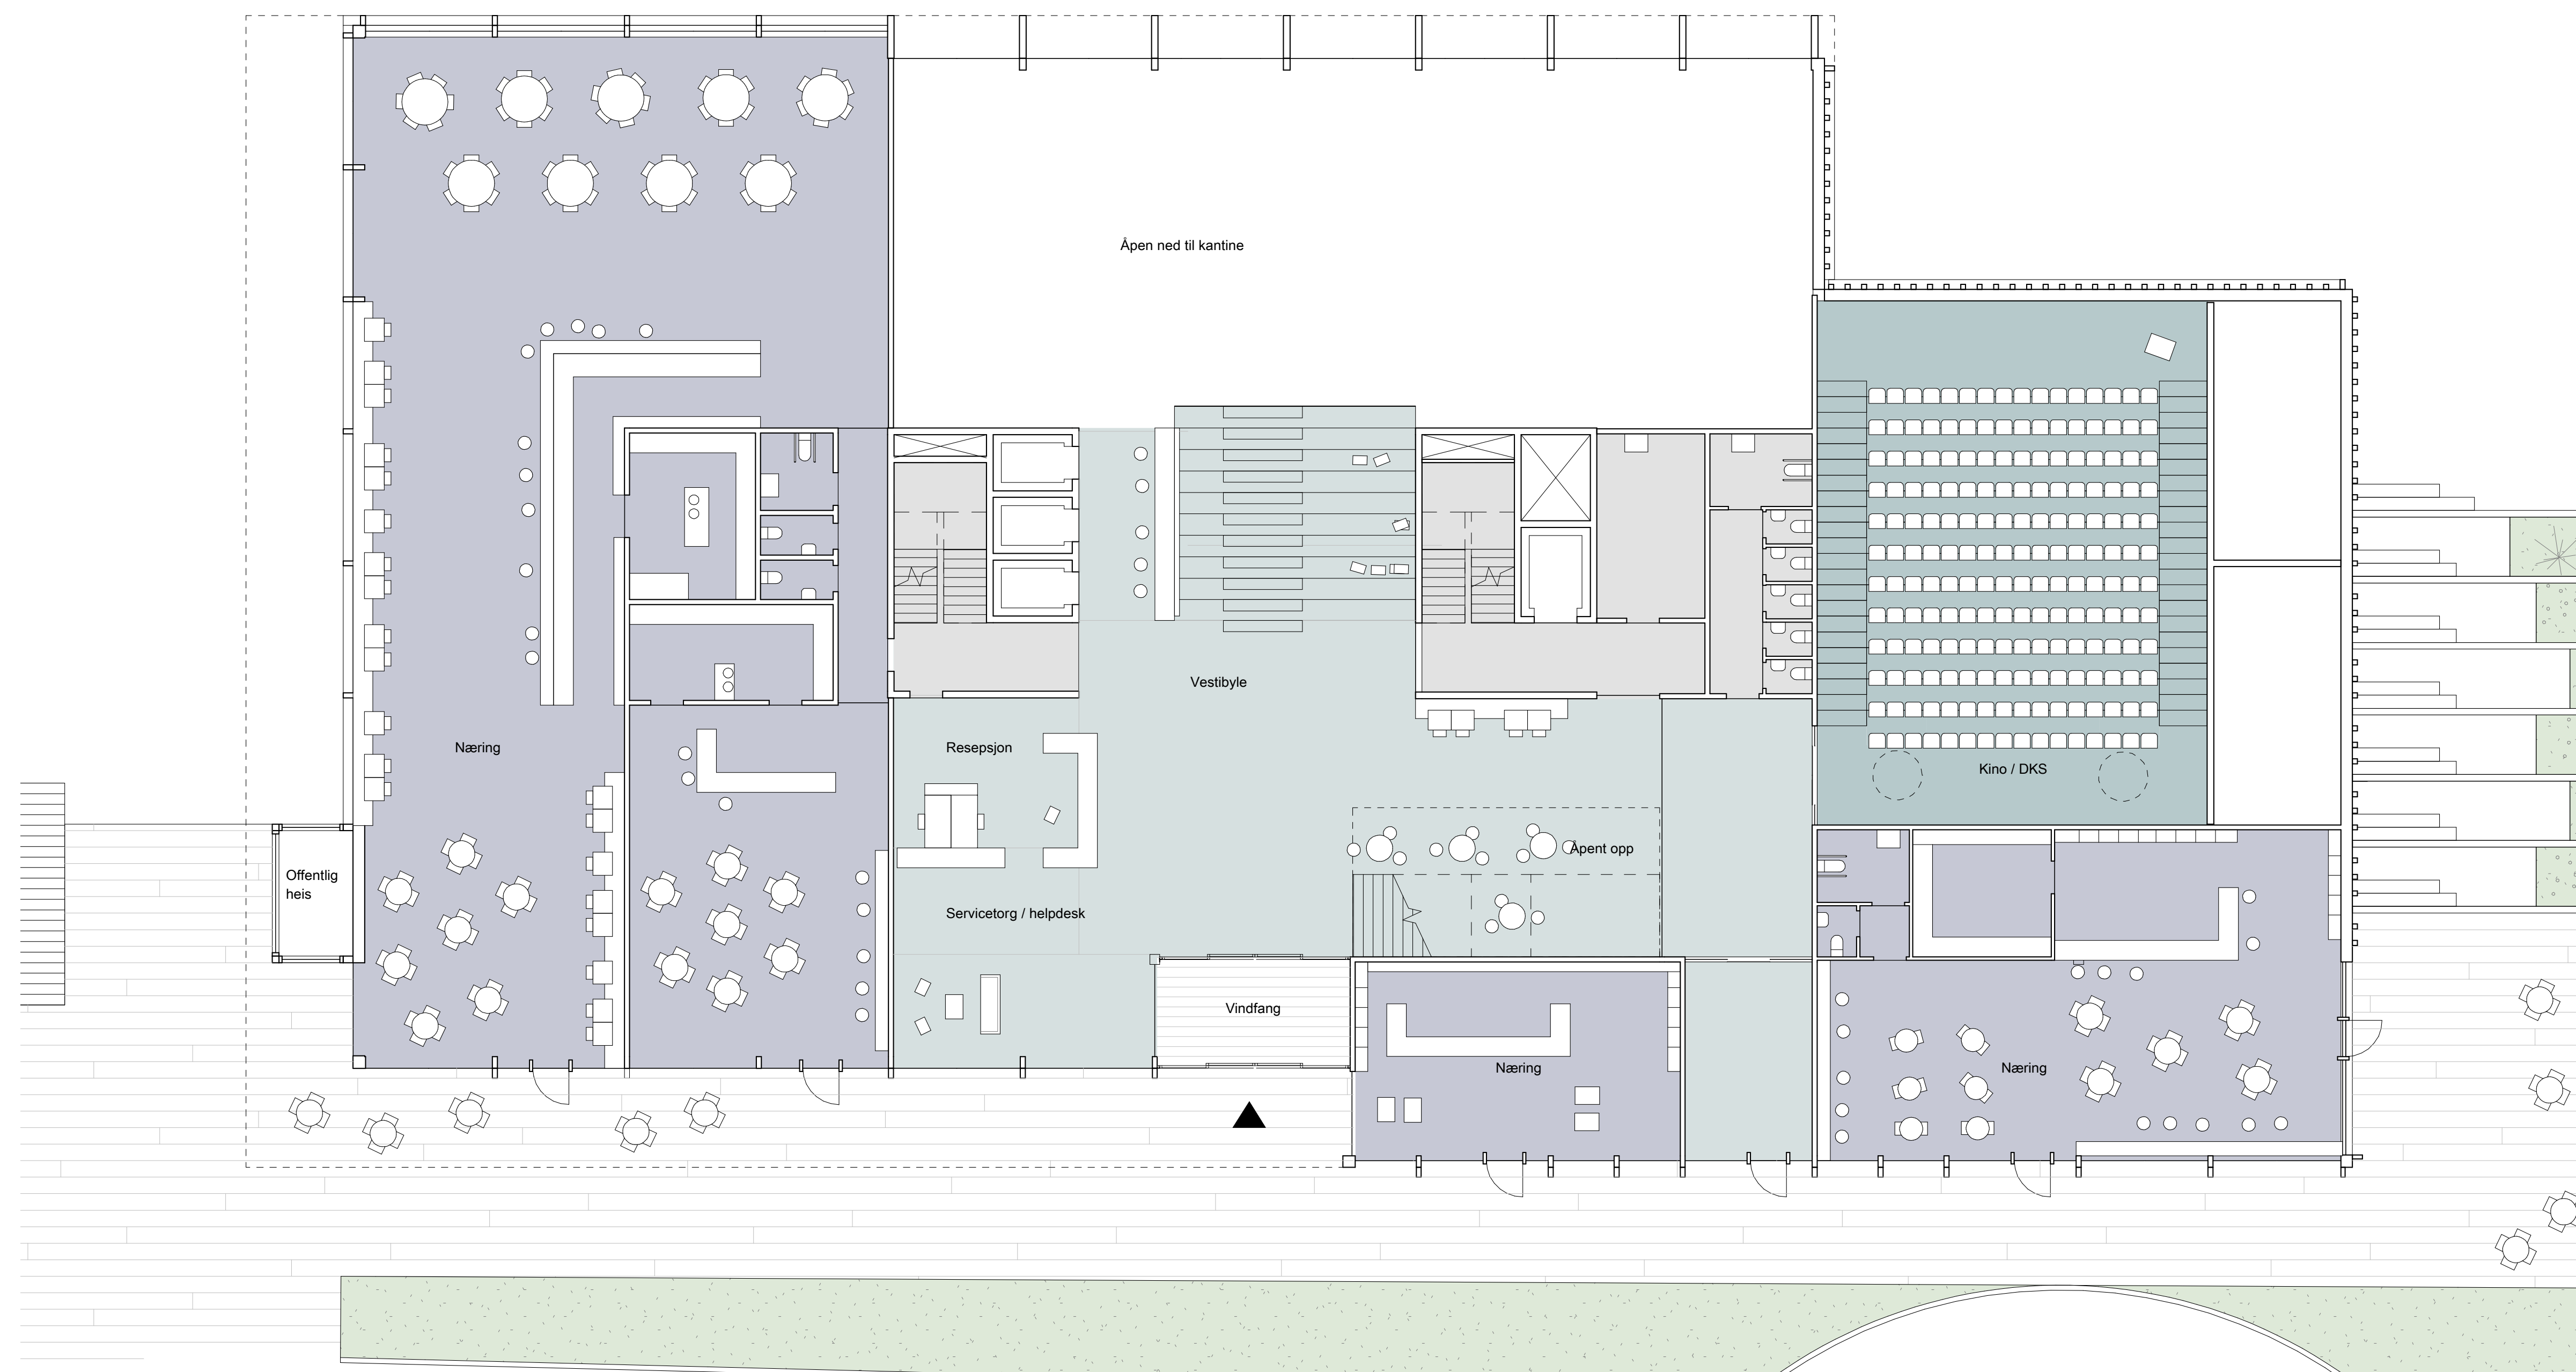 Åpen ned til kantine
Vestibyle
Næring
Resepsjon
Kino / DKS
Åpent opp
Offentlig
heis
Servicetorg / helpdesk
Vindfang
Næring
Næring